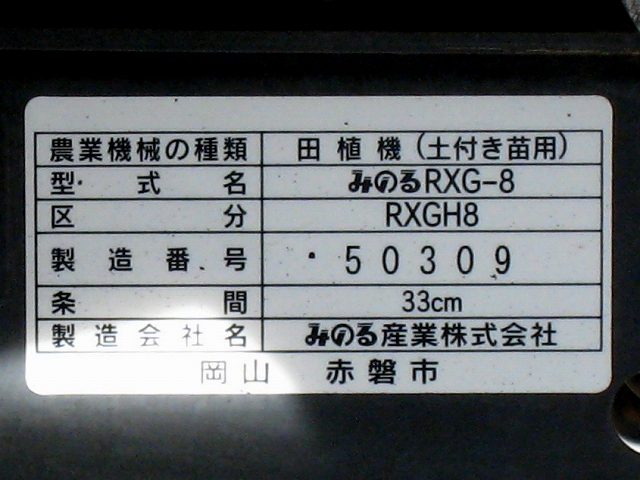 農業機械の種類 田植機(土付き苗用)
型式名 みのるRXG-8
区分 RXGH8
製造番号 50309
条間 33cm
製造会社名 みのる産業株式会社
岡山 赤磐市